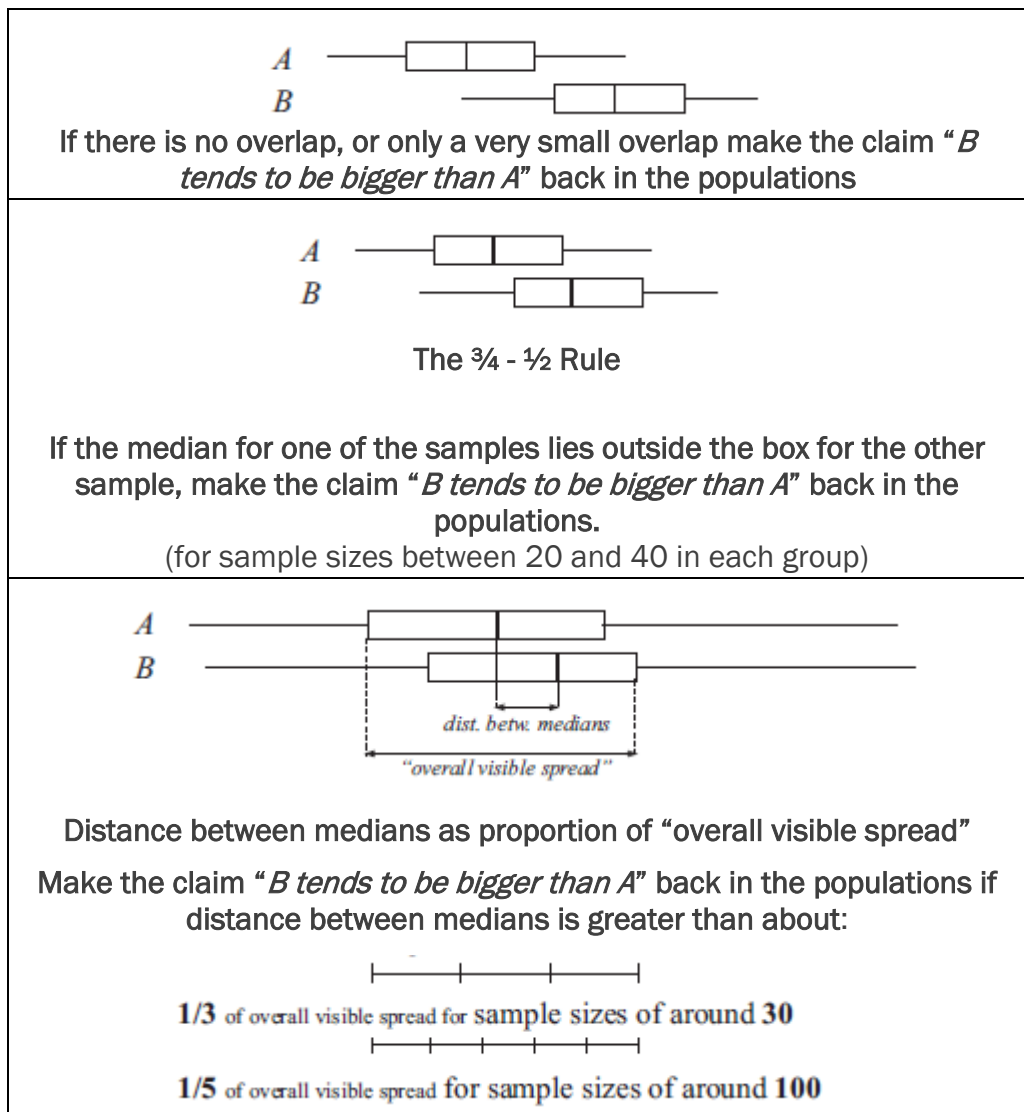 A
B
If there is no overlap, or only a very small overlap make the claim “B
tends to be bigger than A” back in the populations
A
B
The ¾ - ½ Rule
If the median for one of the samples lies outside the box for the other
sample, make the claim “B tends to be bigger than A” back in the
populations.
(for sample sizes between 20 and 40 in each group)
A
B
dist. betw. medians
“overall visible spread”
Distance between medians as proportion of “overall visible spread”
Make the claim “B tends to be bigger than A” back in the populations if
distance between medians is greater than about:
1/3 of overall visible spread for sample sizes of around 30
1/5 of overall visible spread for sample sizes of around 100